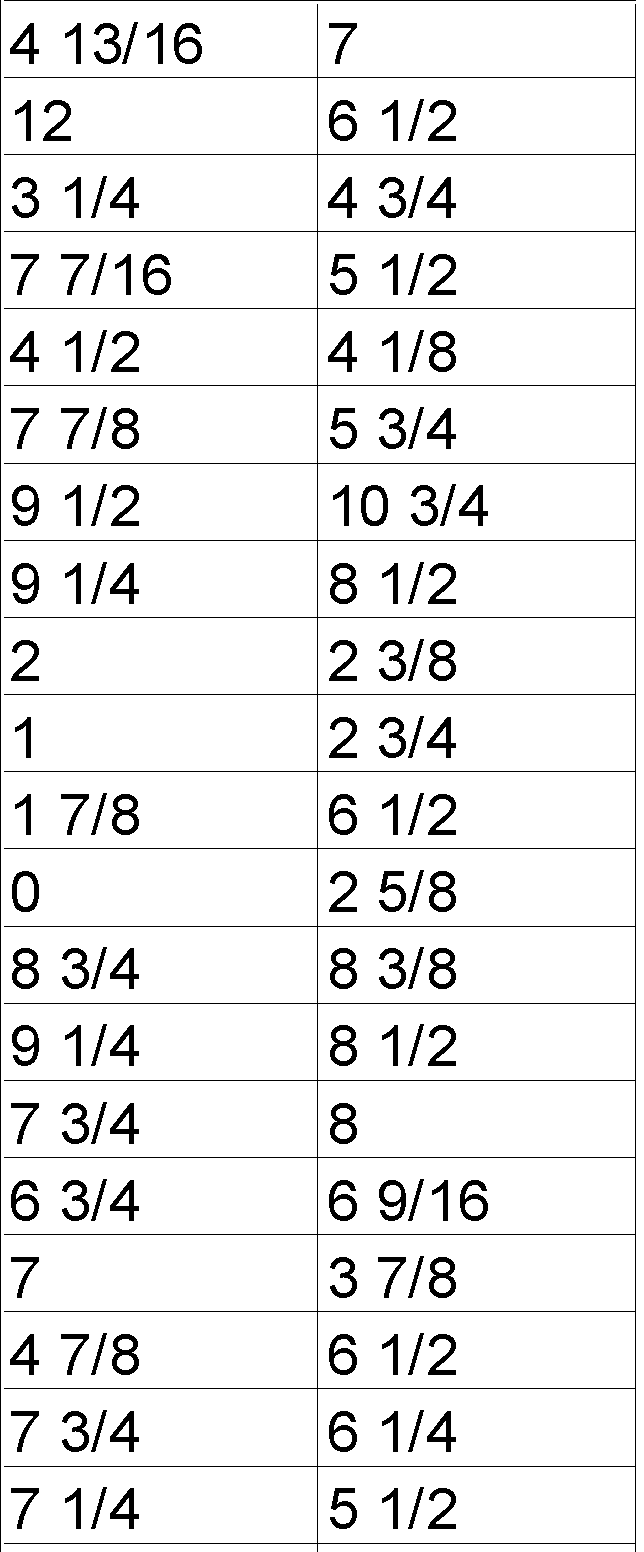 4 13/16 7
12 6 1/2
3 1/4 4 3/4
7 7/16 5 1/2
4 1/2 4 1/8
7 7/8 5 3/4
9 1/2 10 3/4
9 1/4 8 1/2
2 2 3/8
1 2 3/4
1 7/8 6 1/2
0 2 5/8
8 3/4 8 3/8
9 1/4 8 1/2
7 3/4 8
6 3/4 6 9/16
7 3 7/8
4 7/8 6 1/2
7 3/4 6 1/4
7 1/4 5 1/2